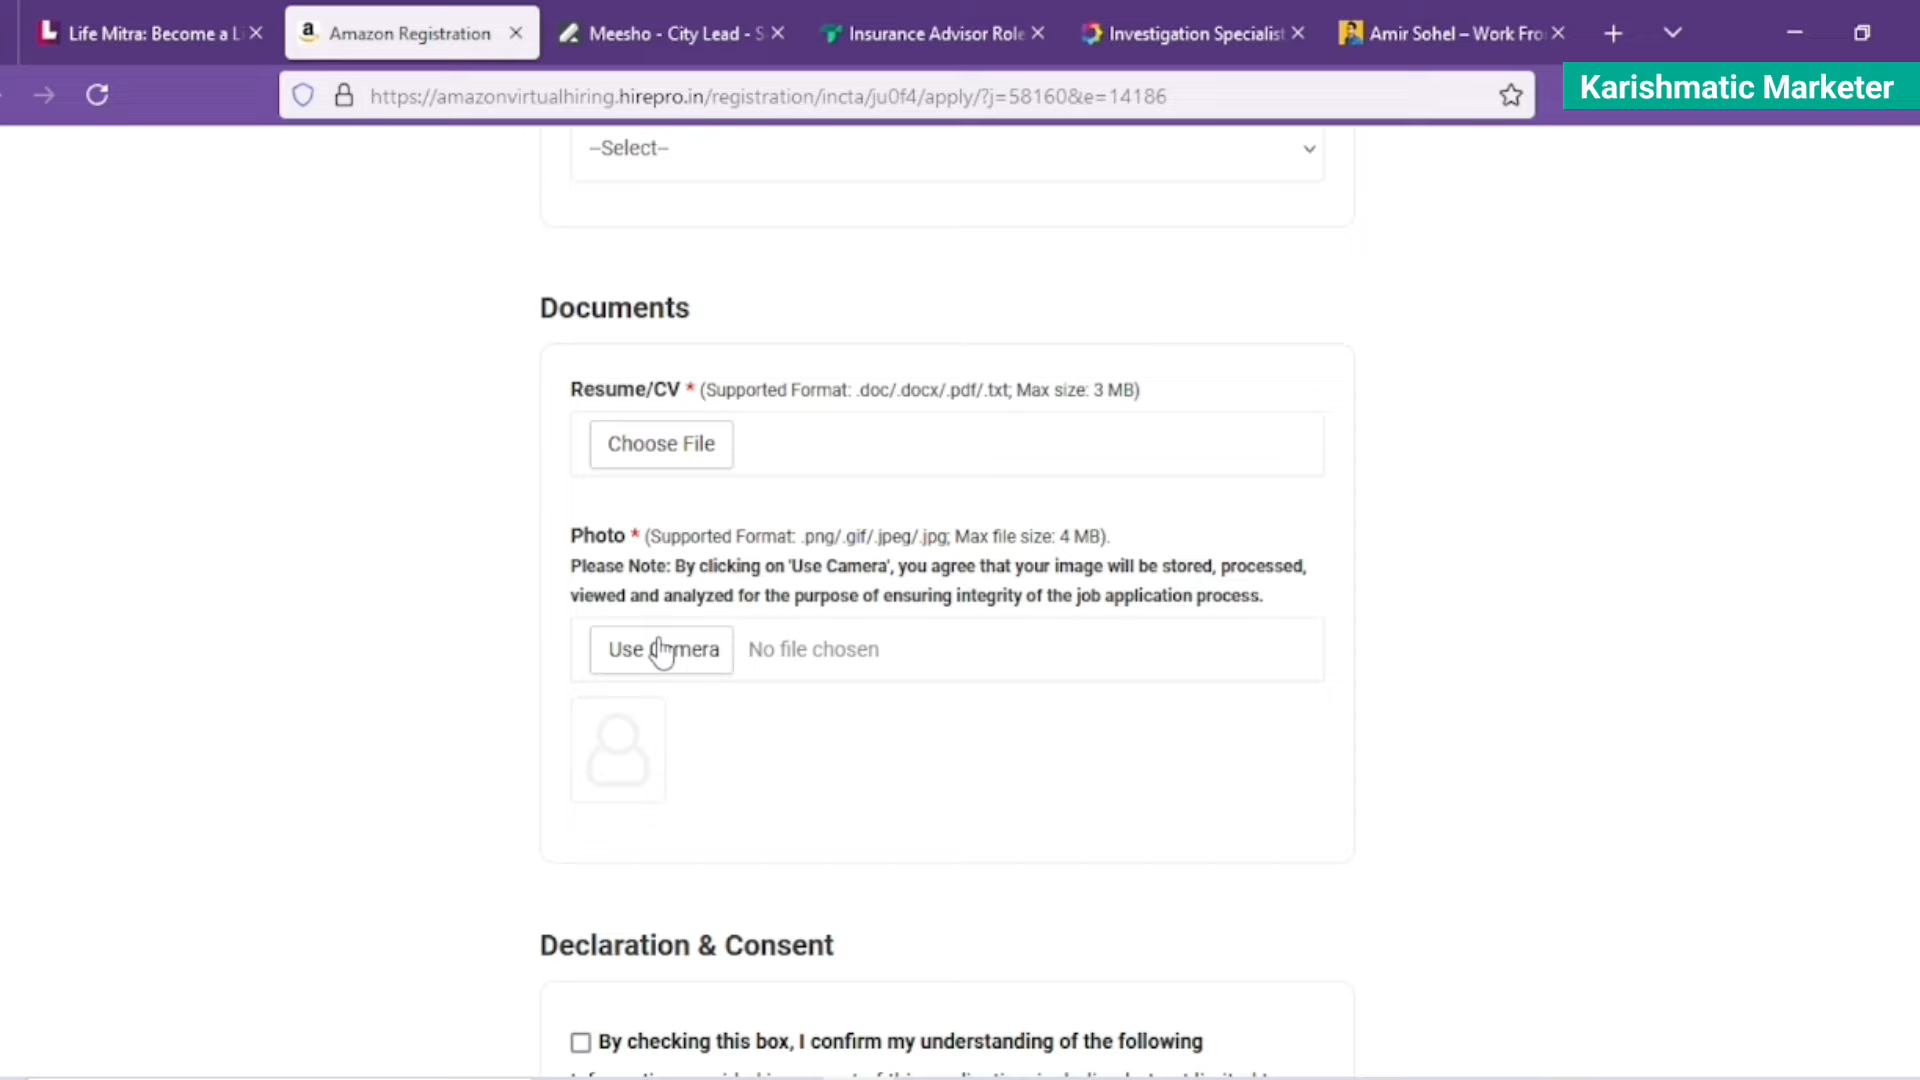 Life Mitra: Become a L
Amazon Registration
Meesho - City Lead - S
Insurance Advisor Role
Investigation Specialist
Amir Sohel – Work Fro
https://amazonvirtualhiring.hirepro.in/registration/incta/ju0f4/apply/?j=58160&e=14186
Karishmatic Marketer
--Select--
Documents
Resume/CV * (Supported Format: .doc/.docx/.pdf/.txt; Max size: 3 MB)
Choose File
Photo * (Supported Format: .png/.gif/.jpeg/.jpg; Max file size: 4 MB).
Please Note: By clicking on 'Use Camera', you agree that your image will be stored, processed,
viewed and analyzed for the purpose of ensuring integrity of the job application process.
Use Camera No file chosen
Declaration & Consent
By checking this box, I confirm my understanding of the following